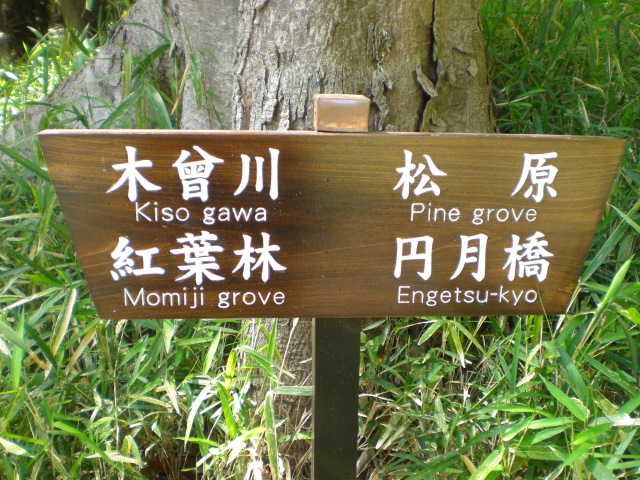 木曽川
Kiso gawa
紅葉林
Momiji grove
松原
Pine grove
円月橋
Engetsu-kyo